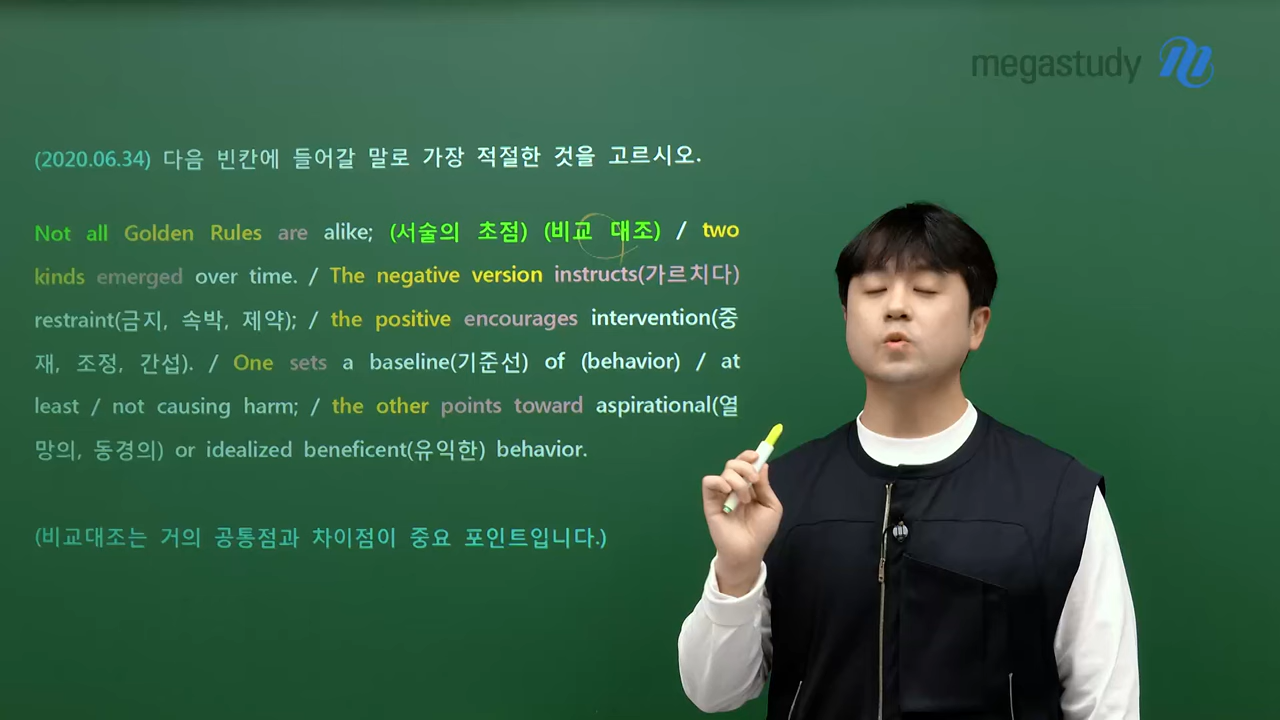 megastudy
(2020.06.34) 다음 빈칸에 들어갈 말로 가장 적절한 것을 고르시오.
Not all Golden Rules are alike; (서술의 초점) (비교 대조) / two
kinds emerged over time. / The negative version instructs(가르치다)
restraint(금지, 속박, 제약); / the positive encourages intervention(중
재, 조정, 간섭). / One sets a baseline(기준선) of (behavior) / at
least / not causing harm; / the other points toward aspirational(열
망의, 동경의) or idealized beneficent(유익한) behavior.
(비교대조는 거의 공통점과 차이점이 중요 포인트입니다.)